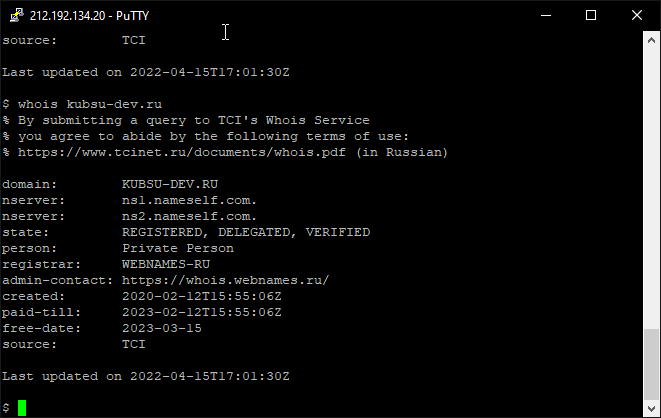 212.192.134.20 - PuTTY
source:        TCI
Last updated on 2022-04-15T17:01:30Z
$ whois kubsu-dev.ru
% By submitting a query to TCI's Whois Service
% you agree to abide by the following terms of use:
% https://www.tcinet.ru/documents/whois.pdf (in Russian)
domain:        KUBSU-DEV.RU
nserver:       ns1.nameself.com.
nserver:       ns2.nameself.com.
state:         REGISTERED, DELEGATED, VERIFIED
person:        Private Person
registrar:     WEBNAMES-RU
admin-contact: https://whois.webnames.ru/
created:       2020-02-12T15:55:06Z
paid-till:     2023-02-12T15:55:06Z
free-date:     2023-03-15
source:        TCI
Last updated on 2022-04-15T17:01:30Z
$